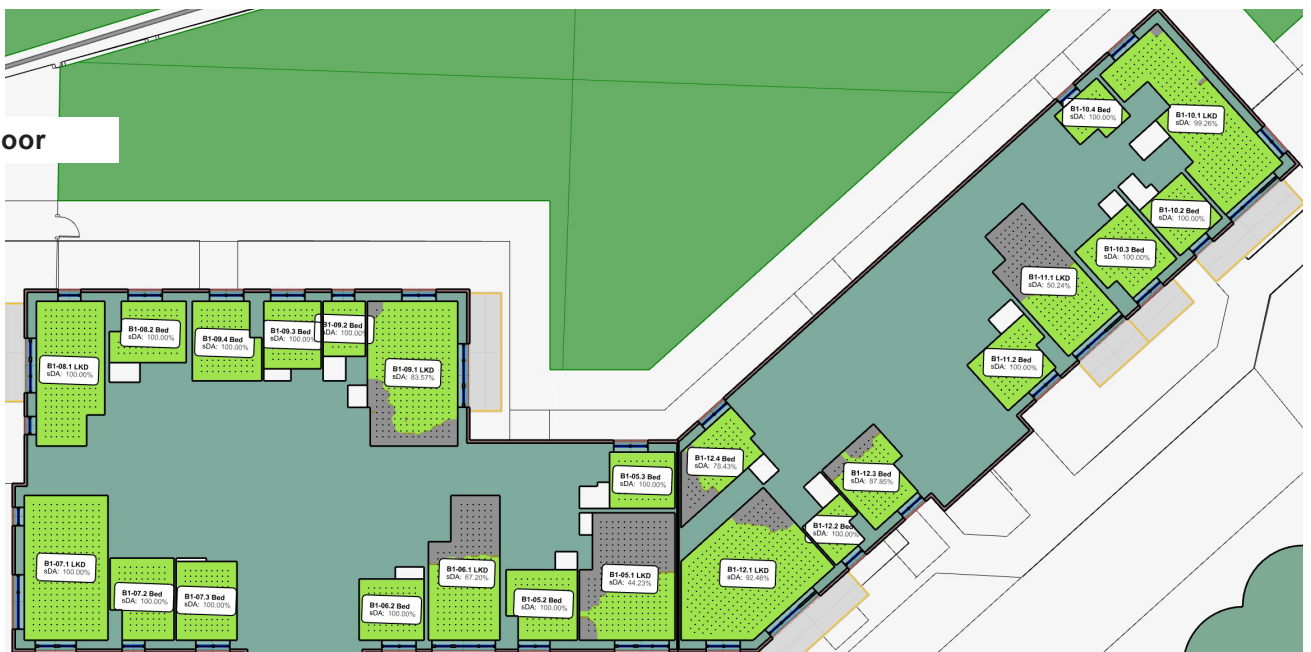 oor
B1-10.4 Bed
sDA: 100.00%
B1-10.1 LKD
sDA: 99.26%
B1-10.2 Bed
sDA: 100.00%
B1-10.3 Bed
sDA: 100.00%
B1-11.1 LKD
sDA: 50.24%
B1-11.2 Bed
sDA: 100.00%
B1-08.1 LKD
sDA: 100.00%
B1-08.2 Bed
sDA: 100.00%
B1-09.4 Bed
sDA: 100.00%
B1-09.3 Bed
sDA: 100.00%
B1-09.2 Bed
sDA: 100.00%
B1-09.1 LKD
sDA: 83.57%
B1-12.4 Bed
sDA: 78.43%
B1-12.3 Bed
sDA: 87.85%
B1-05.3 Bed
sDA: 100.00%
B1-12.2 Bed
sDA: 100.00%
B1-12.1 LKD
sDA: 92.46%
B1-07.1 LKD
sDA: 100.00%
B1-07.2 Bed
sDA: 100.00%
B1-07.3 Bed
sDA: 100.00%
B1-06.2 Bed
sDA: 100.00%
B1-06.1 LKD
sDA: 67.20%
B1-05.2 Bed
sDA: 100.00%
B1-05.1 LKD
sDA: 44.23%